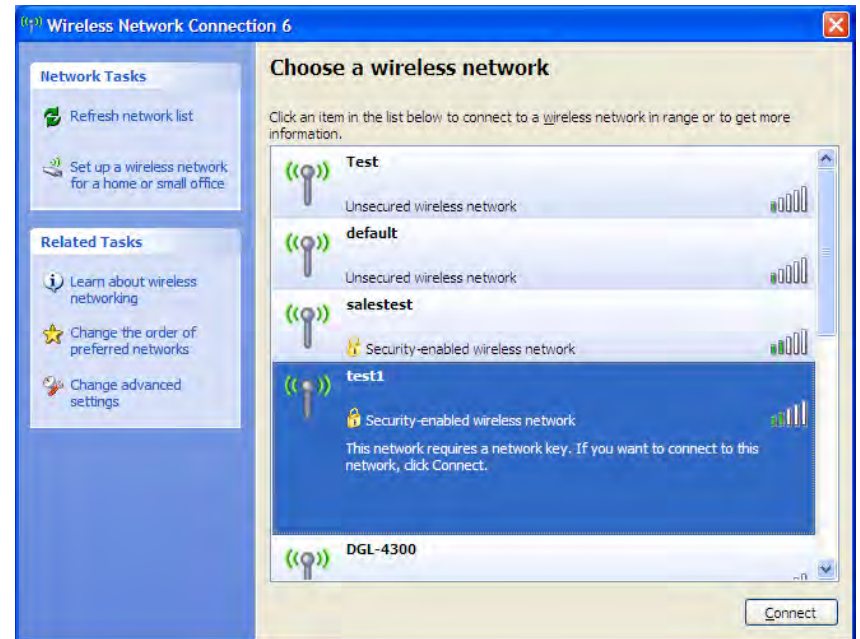 Wireless Network Connection 6
Network Tasks
Refresh network list
Set up a wireless network
for a home or small office
Related Tasks
Learn about wireless
networking
Change the order of
preferred networks
Change advanced
settings
Choose a wireless network
Click an item in the list below to connect to a wireless network in range or to get more
information.
Test
Unsecured wireless network
default
Unsecured wireless network
salestest
Security-enabled wireless network
test1
Security-enabled wireless network
This network requires a network key. If you want to connect to this
network, click Connect.
DGL-4300
Connect